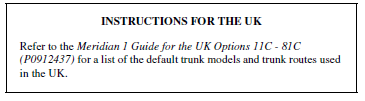 INSTRUCTIONS FOR THE UK
Refer to the Meridian 1 Guide for the UK Options 11C - 81C
(P0912437) for a list of the default trunk models and trunk routes used
in the UK.